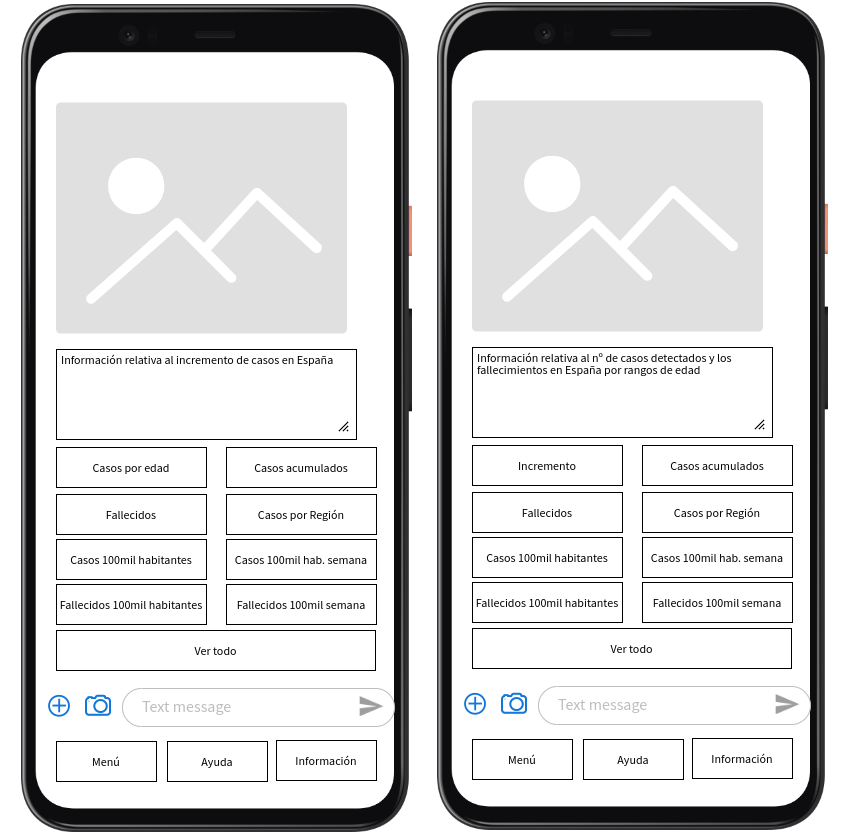 Información relativa al incremento de casos en España
Casos por edad
Casos acumulados
Fallecidos
Casos por Región
Casos 100mil habitantes
Casos 100mil hab. semana
Fallecidos 100mil habitantes
Fallecidos 100mil semana
Ver todo
Text message
Menú
Ayuda
Información
Información relativa al nº de casos detectados y los
fallecimientos en España por rangos de edad
Incremento
Casos acumulados
Fallecidos
Casos por Región
Casos 100mil habitantes
Casos 100mil hab. semana
Fallecidos 100mil habitantes
Fallecidos 100mil semana
Ver todo
Text message
Menú
Ayuda
Información